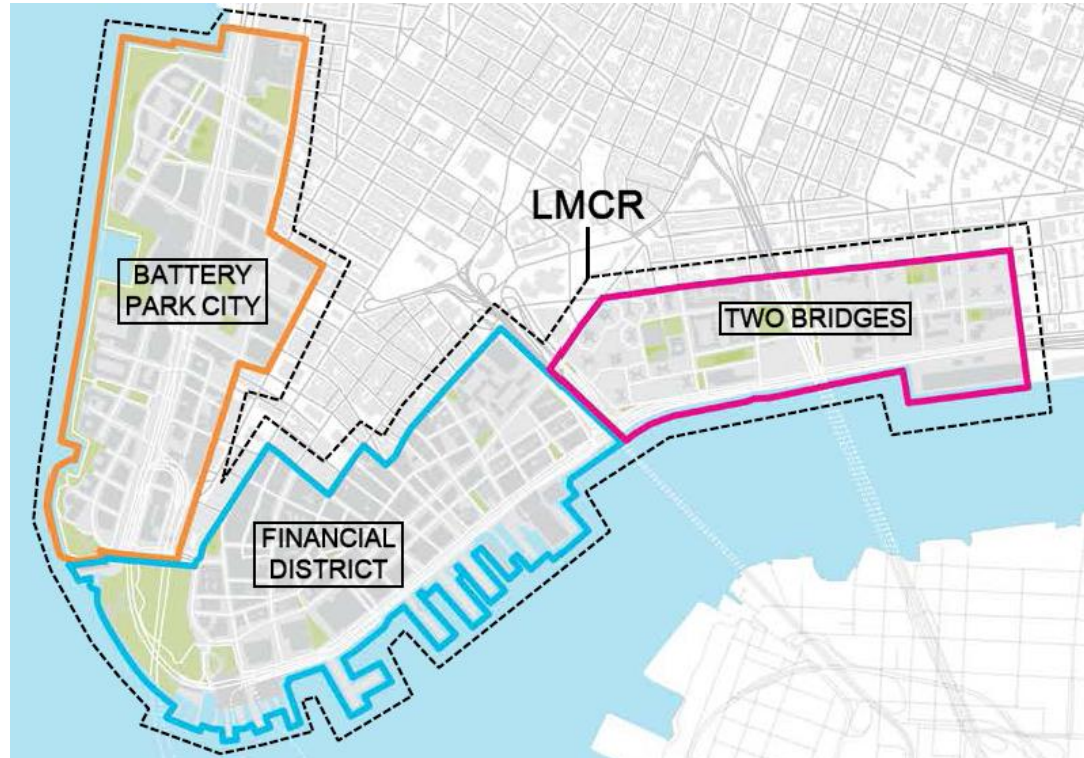 LMCR
BATTERY
PARK CITY
TWO BRIDGES
FINANCIAL
DISTRICT